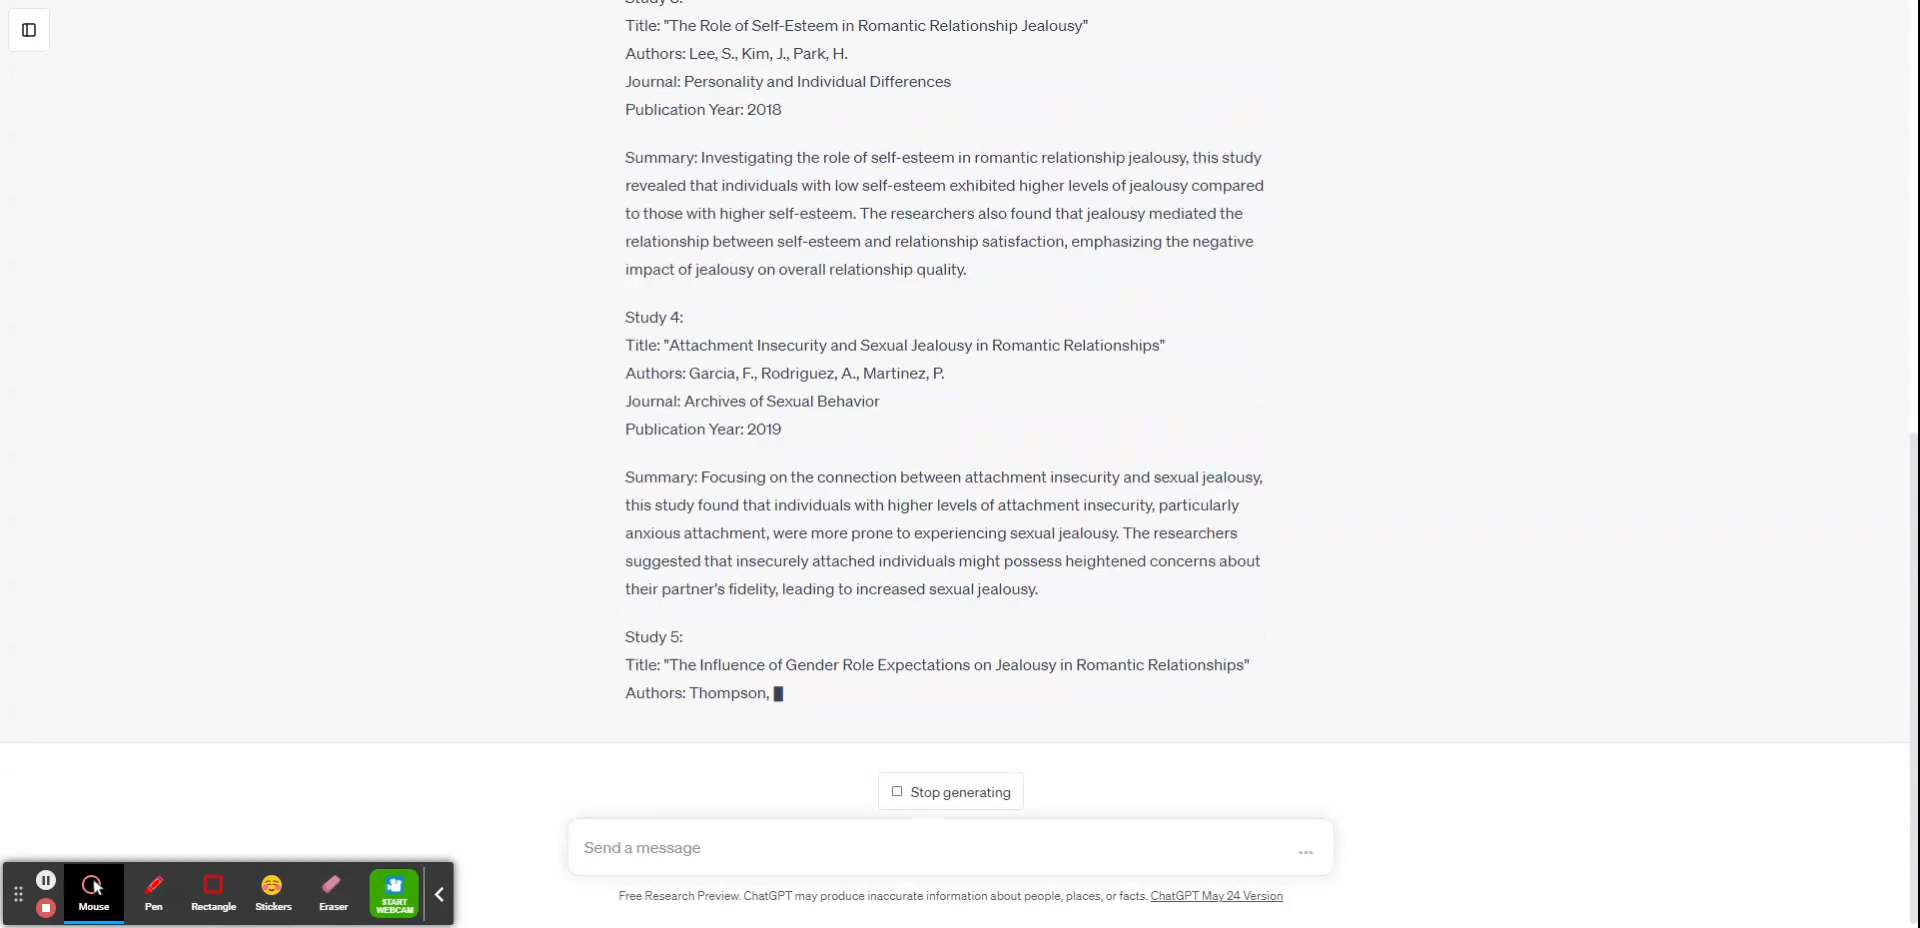 Study 3:
Title: "The Role of Self-Esteem in Romantic Relationship Jealousy"
Authors: Lee, S., Kim, J., Park, H.
Journal: Personality and Individual Differences
Publication Year: 2018
Summary: Investigating the role of self-esteem in romantic relationship jealousy, this study
revealed that individuals with low self-esteem exhibited higher levels of jealousy compared
to those with higher self-esteem. The researchers also found that jealousy mediated the
relationship between self-esteem and relationship satisfaction, emphasizing the negative
impact of jealousy on overall relationship quality.
Study 4:
Title: "Attachment Insecurity and Sexual Jealousy in Romantic Relationships"
Authors: Garcia, F., Rodriguez, A., Martinez, P.
Journal: Archives of Sexual Behavior
Publication Year: 2019
Summary: Focusing on the connection between attachment insecurity and sexual jealousy,
this study found that individuals with higher levels of attachment insecurity, particularly
anxious attachment, were more prone to experiencing sexual jealousy. The researchers
suggested that insecurely attached individuals might possess heightened concerns about
their partner's fidelity, leading to increased sexual jealousy.
Study 5:
Title: "The Influence of Gender Role Expectations on Jealousy in Romantic Relationships"
Authors: Thompson,
Stop generating
Send a message
Free Research Preview. ChatGPT may produce inaccurate information about people, places, or facts. ChatGPT May 24 Version
Mouse
Pen
Rectangle
Stickers
Eraser
START
WEBCAM